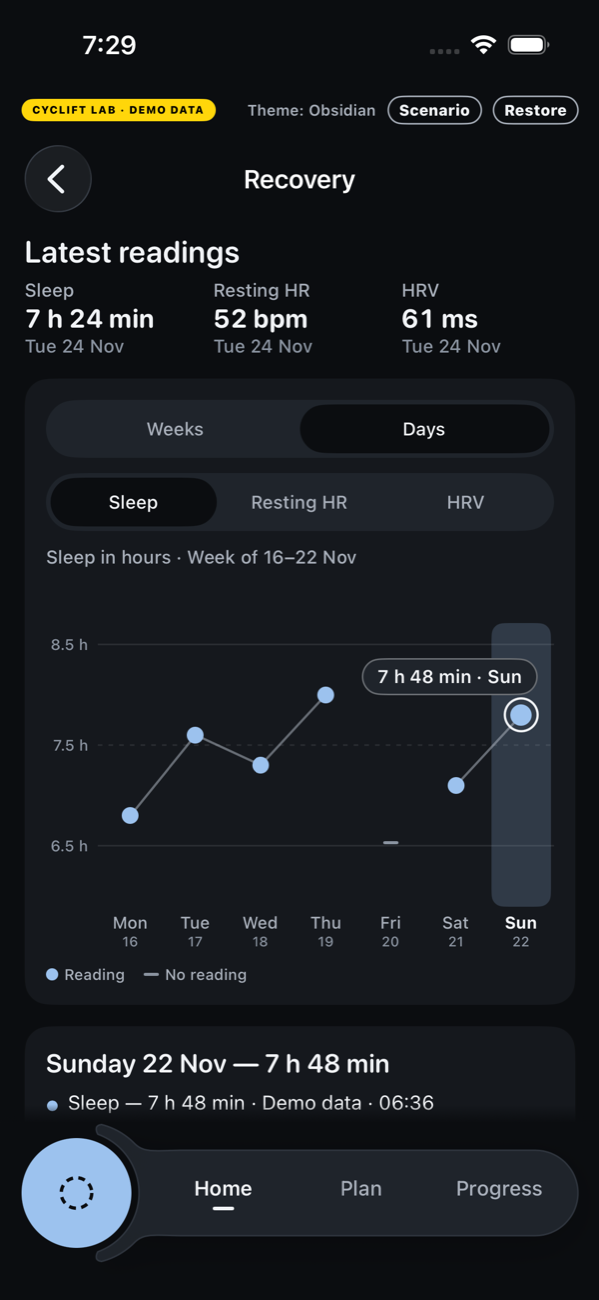 7:29
CYCLIFT LAB · DEMO DATA Theme: Obsidian Scenario Restore
Recovery
Latest readings
Sleep Resting HR HRV
7 h 24 min 52 bpm 61 ms
Tue 24 Nov Tue 24 Nov Tue 24 Nov
Weeks Days
Sleep Resting HR HRV
Sleep in hours · Week of 16–22 Nov
8.5 h
7 h 48 min · Sun
7.5 h
6.5 h
Mon Tue Wed Thu Fri Sat Sun
16 17 18 19 20 21 22
Reading No reading
Sunday 22 Nov — 7 h 48 min
Sleep — 7 h 48 min · Demo data · 06:36
Home Plan Progress